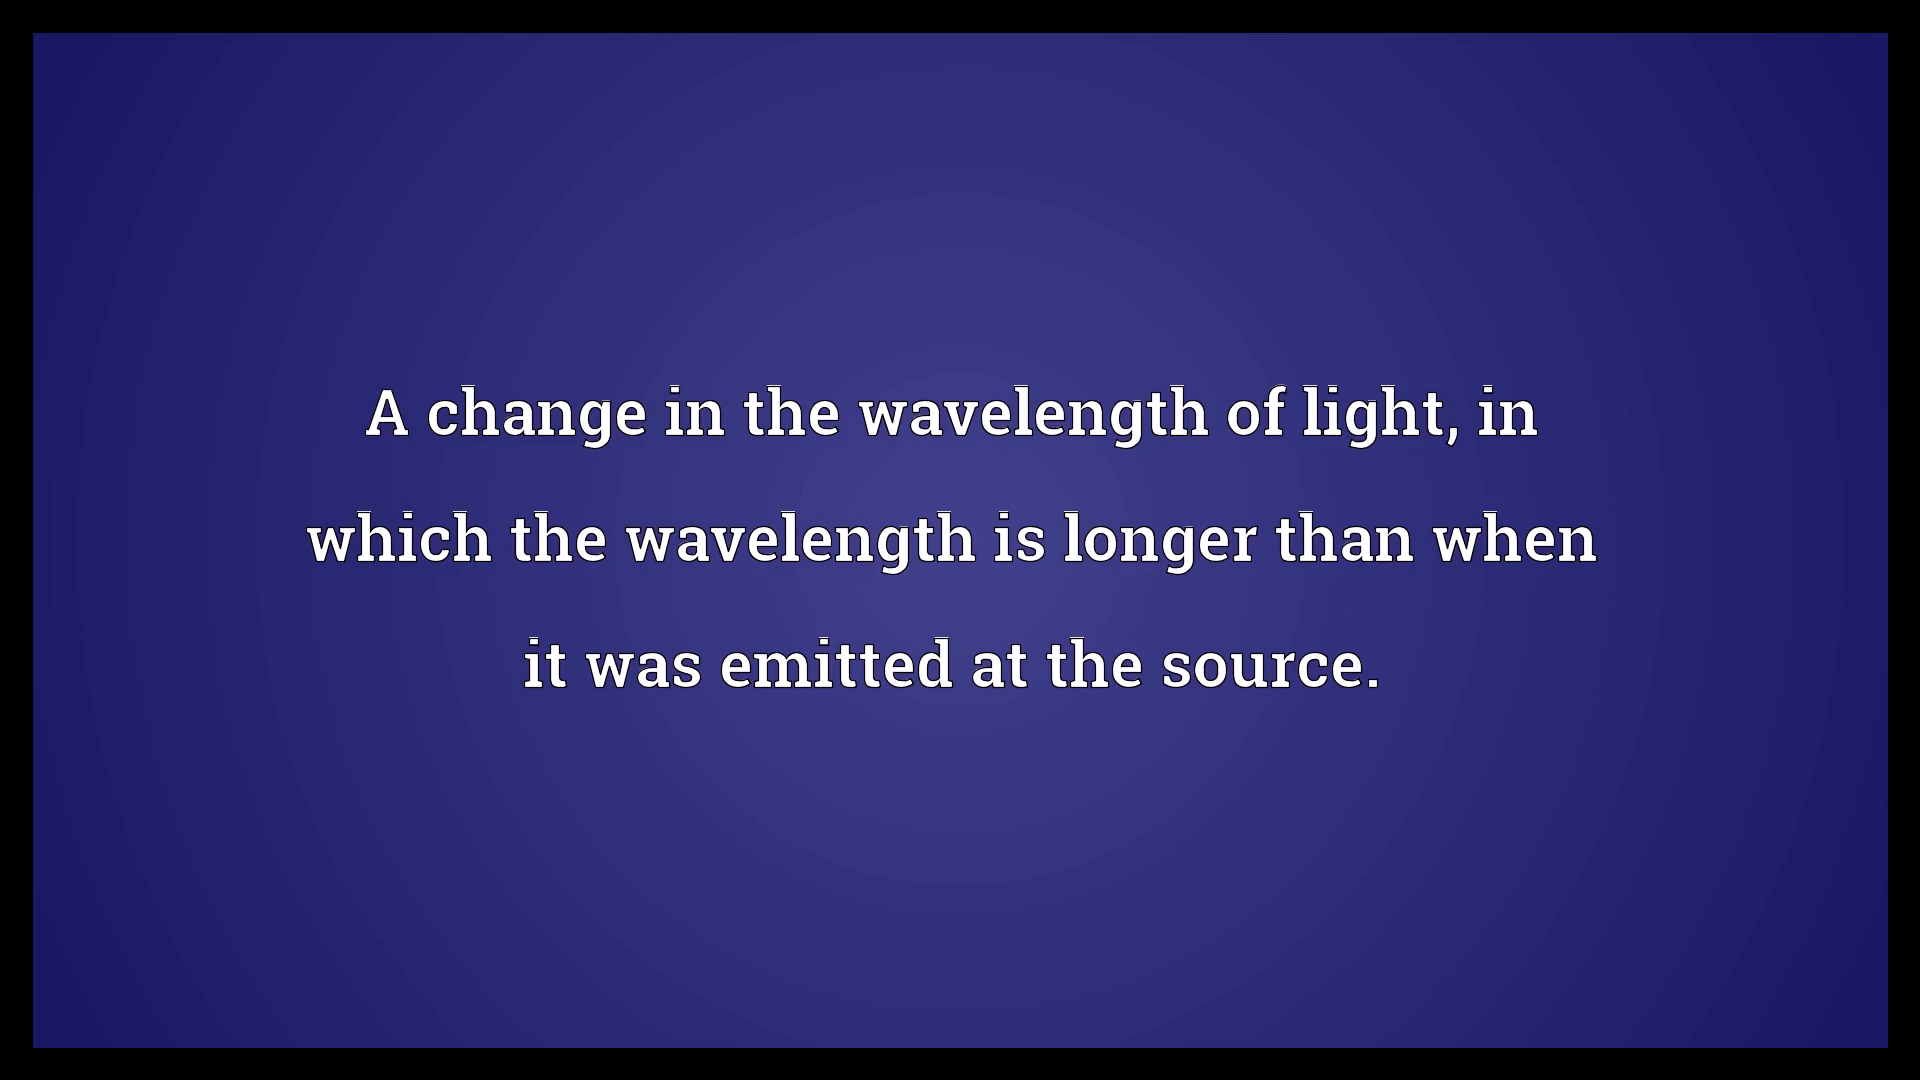 A change in the wavelength of light, in
which the wavelength is longer than when
it was emitted at the source.